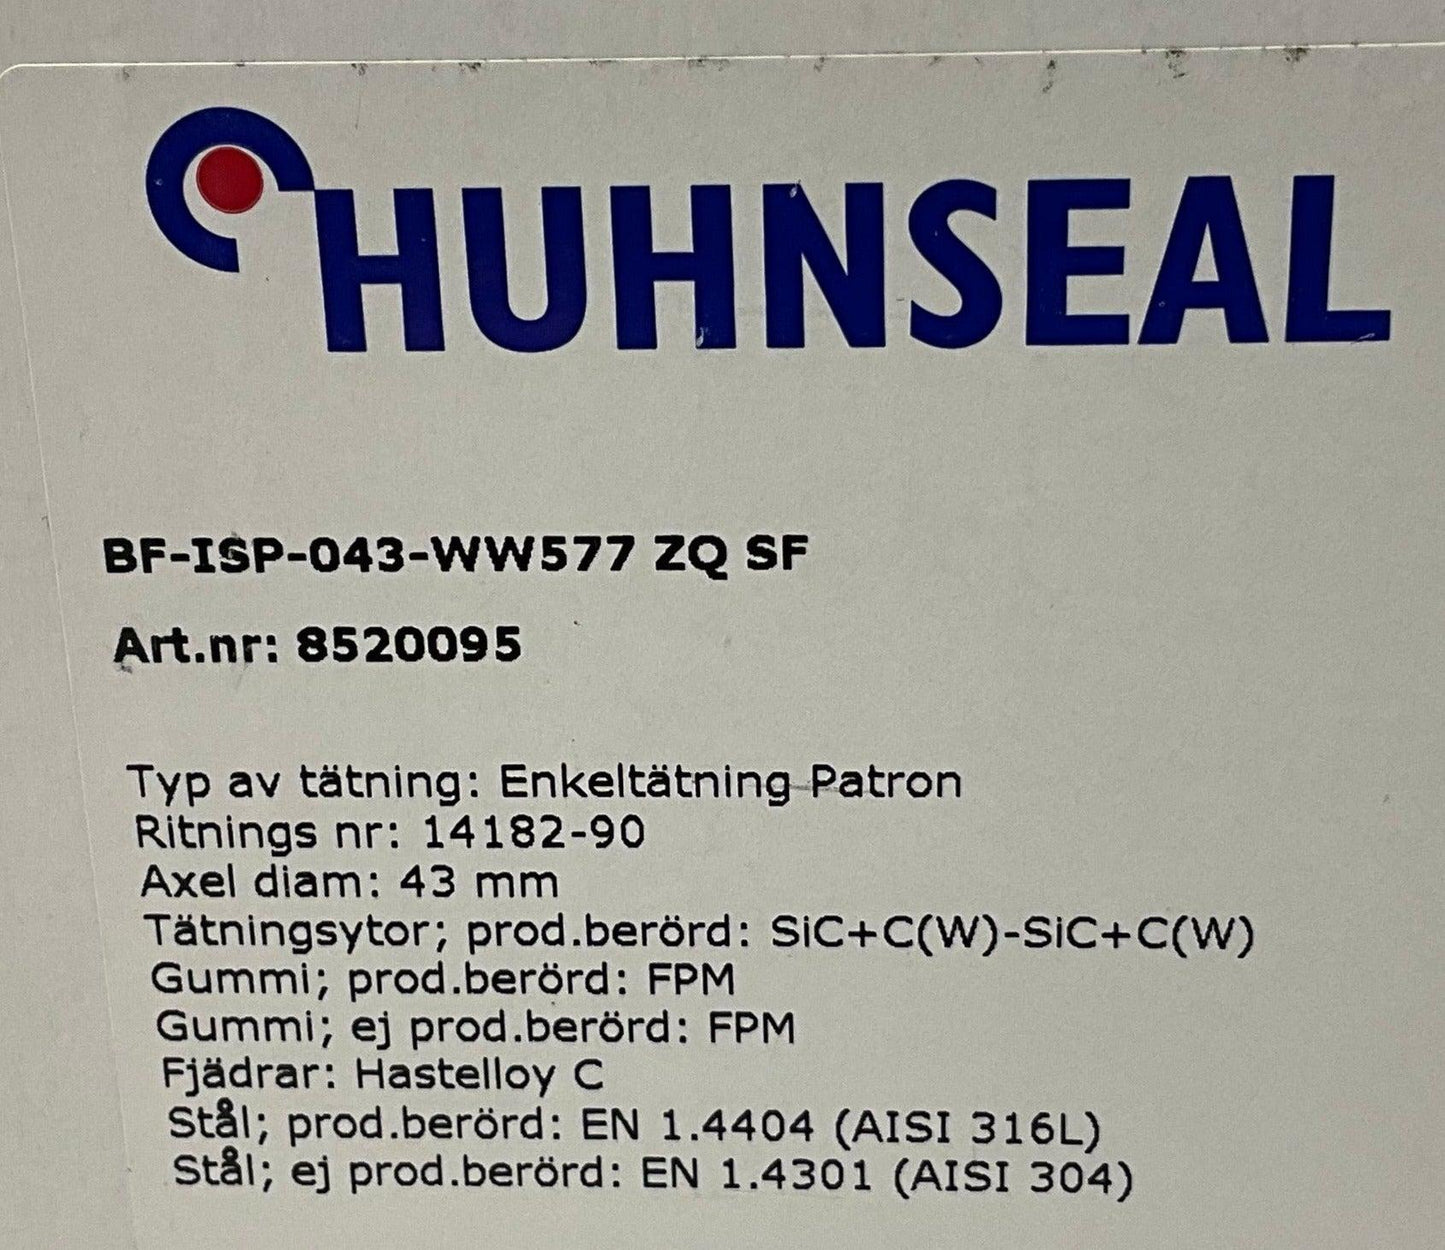 HUHNSEAL
BF-ISP-043-WW577 ZQ SF
Art.nr: 8520095
Typ av tätning: Enkeltätning Patron
Ritnings nr: 14182-90
Axel diam: 43 mm
Tätningsytor; prod.berörd: SiC+C(W)-SiC+C(W)
Gummi; prod.berörd: FPM
Gummi; ej prod.berörd: FPM
Fjädrar: Hastelloy C
Stål; prod.berörd: EN 1.4404 (AISI 316L)
Stål; ej prod.berörd: EN 1.4301 (AISI 304)